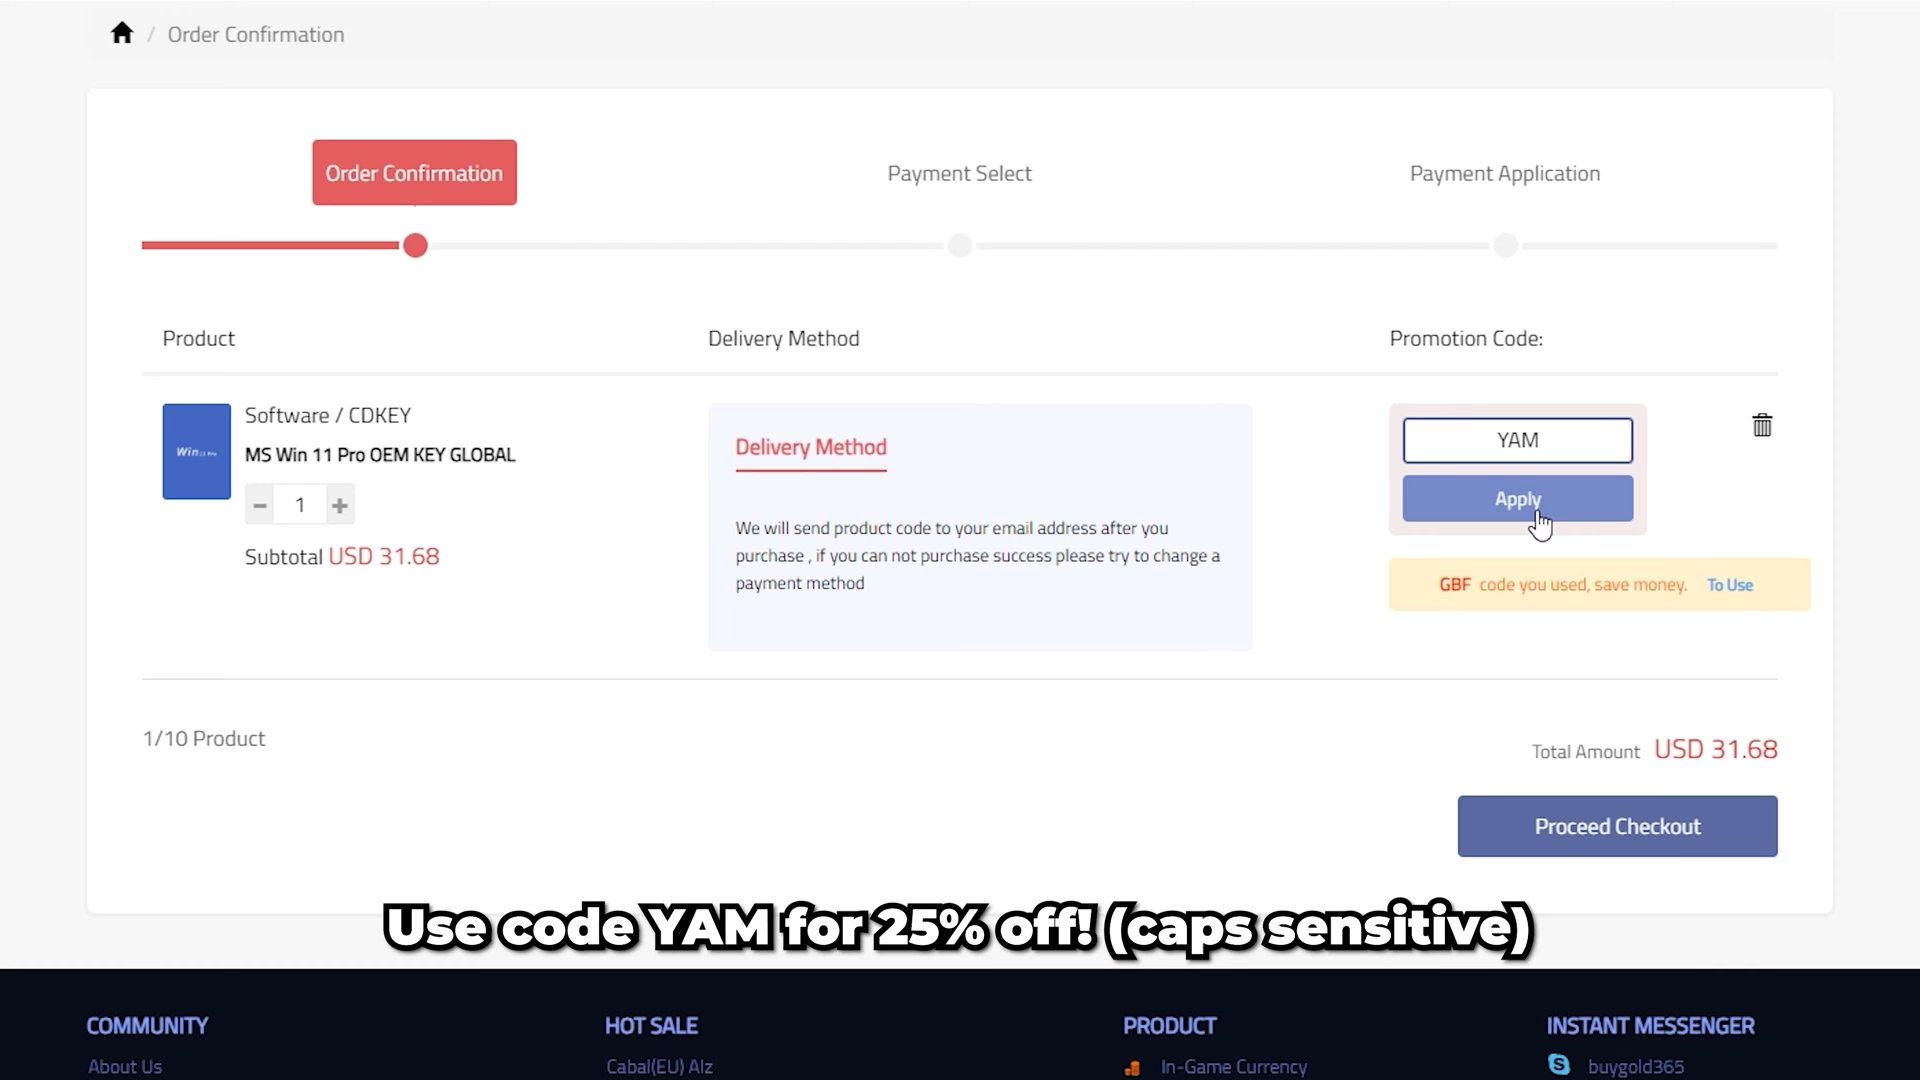 / Order Confirmation
Order Confirmation
Payment Select
Payment Application
Product
Delivery Method
Promotion Code:
Win 11 Pro
Software / CDKEY
MS Win 11 Pro OEM KEY GLOBAL
− 1 +
Subtotal USD 31.68
Delivery Method
We will send product code to your email address after you
purchase , if you can not purchase success please try to change a
payment method
YAM
Apply
GBF code you used, save money. To Use
1/10 Product
Total Amount USD 31.68
Proceed Checkout
Use code YAM for 25% off! (caps sensitive)
COMMUNITY
HOT SALE
PRODUCT
INSTANT MESSENGER
About Us
Cabal(EU) Alz
In-Game Currency
buygold365